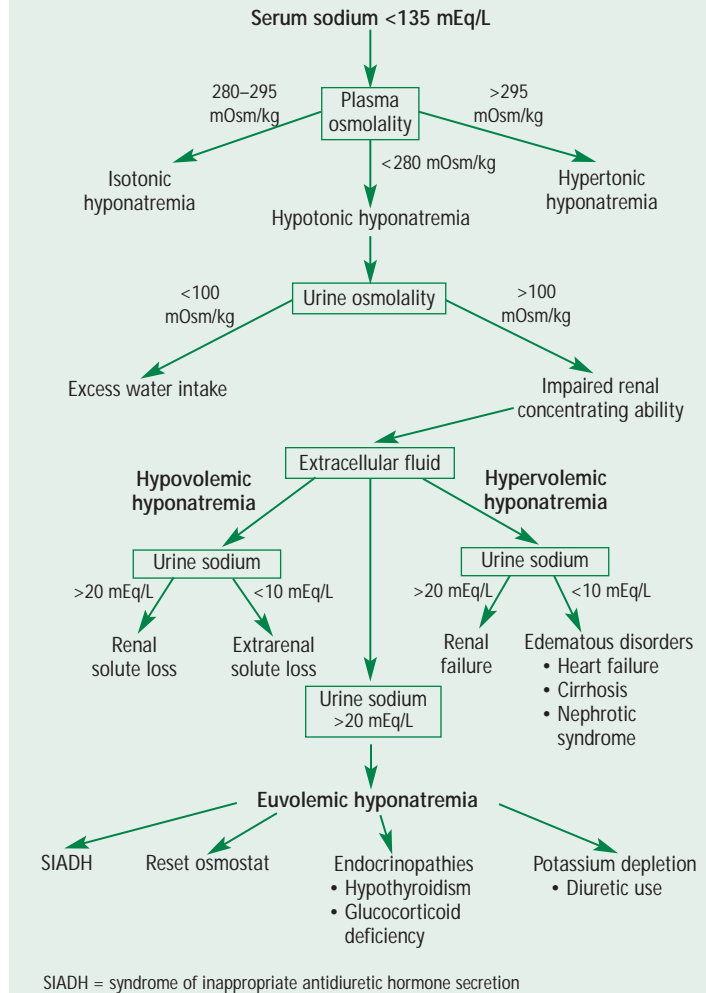 Serum sodium <135 mEq/L
280–295
mOsm/kg
Plasma
osmolality
>295
mOsm/kg
Isotonic
hyponatremia
<280 mOsm/kg
Hypertonic
hyponatremia
Hypotonic hyponatremia
<100
mOsm/kg
Urine osmolality
>100
mOsm/kg
Excess water intake
Impaired renal
concentrating ability
Extracellular fluid
Hypovolemic
hyponatremia
Hypervolemic
hyponatremia
Urine sodium
>20 mEq/L
<10 mEq/L
Renal
solute loss
Extrarenal
solute loss
Urine sodium
>20 mEq/L
<10 mEq/L
Renal
failure
Edematous disorders
• Heart failure
• Cirrhosis
• Nephrotic
syndrome
Urine sodium
>20 mEq/L
Euvolemic hyponatremia
SIADH
Reset osmostat
Endocrinopathies
• Hypothyroidism
• Glucocorticoid
deficiency
Potassium depletion
• Diuretic use
SIADH = syndrome of inappropriate antidiuretic hormone secretion